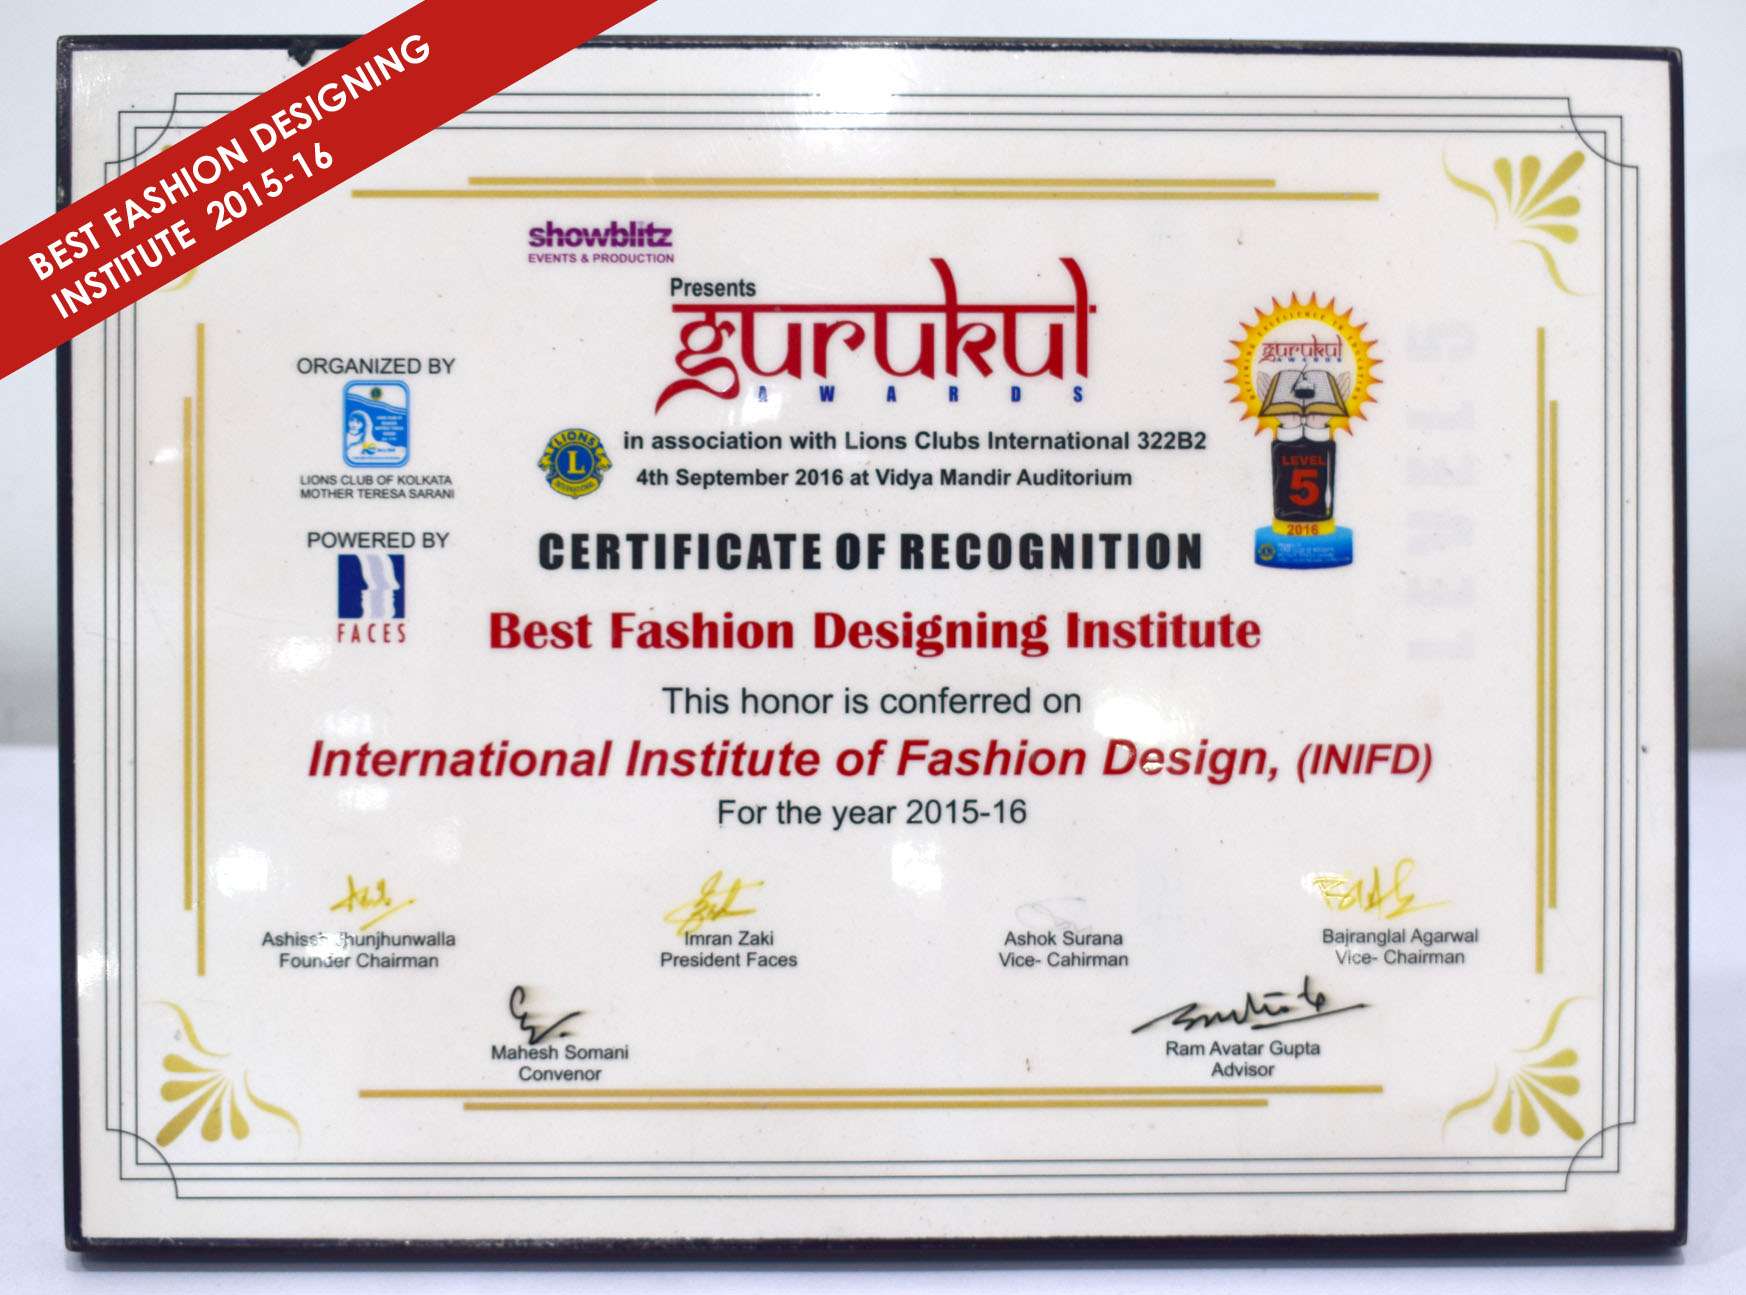 BEST FASHION DESIGNING
INSTITUTE 2015-16
showblitz
EVENTS & PRODUCTION
Presents
gurukul
AWARDS
ORGANIZED BY
LIONS CLUB OF KOLKATA
MOTHER TERESA SARANI
LIONS
L
INTERNATIONAL
in association with Lions Clubs International 322B2
4th September 2016 at Vidya Mandir Auditorium
gurukul
AWARDS
LEVEL
5
2016
POWERED BY
FACES
CERTIFICATE OF RECOGNITION
Best Fashion Designing Institute
This honor is conferred on
International Institute of Fashion Design, (INIFD)
For the year 2015-16
Jhunjhunwalla
Founder Chairman
Imran Zaki
President Faces
Ashok Surana
Vice- Cahirman
Bajranglal Agarwal
Vice- Chairman
Mahesh Somani
Convenor
Ram Avatar Gupta
Advisor